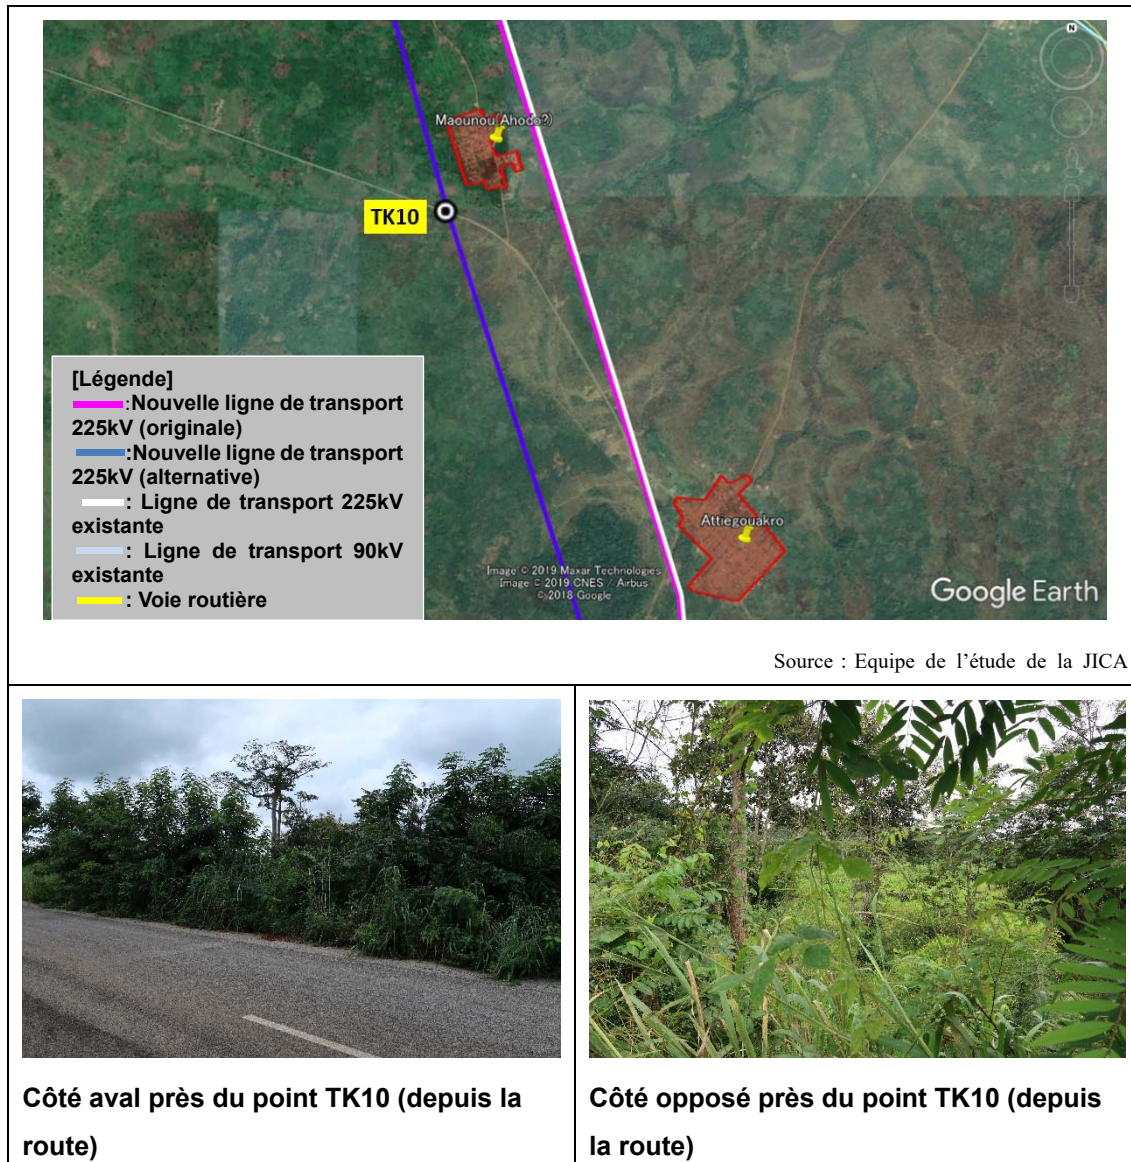 N
Maounou(Ahodo?)
TK10
[Légende]
:Nouvelle ligne de transport
225kV (originale)
:Nouvelle ligne de transport
225kV (alternative)
: Ligne de transport 225kV
existante
: Ligne de transport 90kV
existante
: Voie routière
Attiegouakro
Image © 2019 Maxar Technologies
Image © 2019 CNES / Airbus
© 2018 Google
Google Earth
Source : Equipe de l'étude de la JICA
Côté aval près du point TK10 (depuis la
route)
Côté opposé près du point TK10 (depuis
la route)